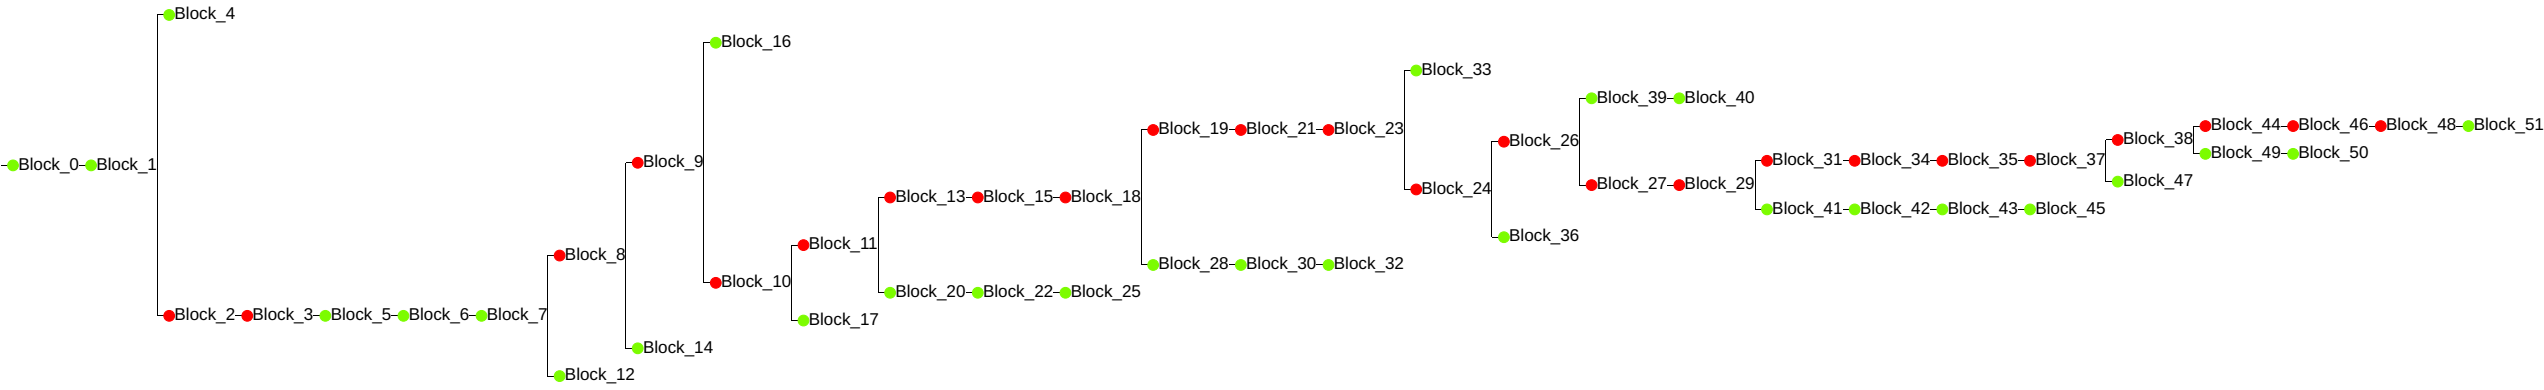 Block_4
Block_16
Block_33
Block_39 Block_40
Block_44 Block_46 Block_48 Block_51
Block_19 Block_21 Block_23
Block_26
Block_38
Block_49 Block_50
Block_0 Block_1
Block_9
Block_31 Block_34 Block_35 Block_37
Block_47
Block_27 Block_29
Block_24
Block_13 Block_15 Block_18
Block_41 Block_42 Block_43 Block_45
Block_36
Block_11
Block_8
Block_28 Block_30 Block_32
Block_10
Block_20 Block_22 Block_25
Block_2 Block_3 Block_5 Block_6 Block_7
Block_17
Block_14
Block_12